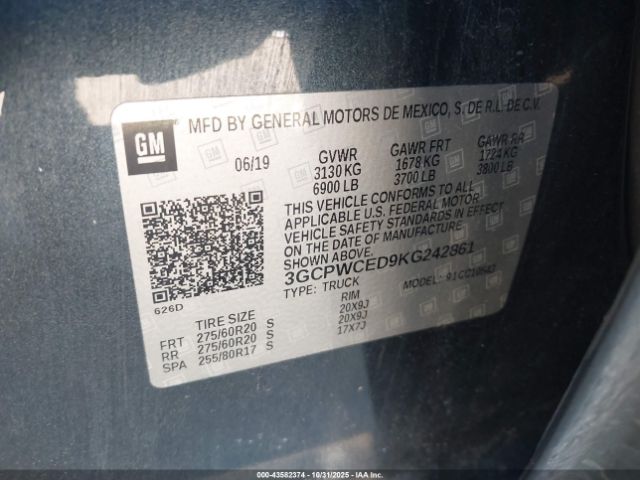 MFD BY GENERAL MOTORS DE MEXICO, S. DE R.L. DE C.V.
GM
06/19
GVWR GAWR FRT GAWR RR
3130 KG 1678 KG 1724 KG
6900 LB 3700 LB 3800 LB
THIS VEHICLE CONFORMS TO ALL
APPLICABLE U.S. FEDERAL MOTOR
VEHICLE SAFETY STANDARDS IN EFFECT
ON THE DATE OF MANUFACTURE
SHOWN ABOVE.
3GCPWCED9KG242861
TYPE: TRUCK MODEL:
626D
TIRE SIZE RIM
FRT 275/60R20 S 20X9J
RR 275/60R20 S 20X9J
SPA 255/80R17 S 17X7J
000-43582374 | 10/31/2025 | IAAI.COM